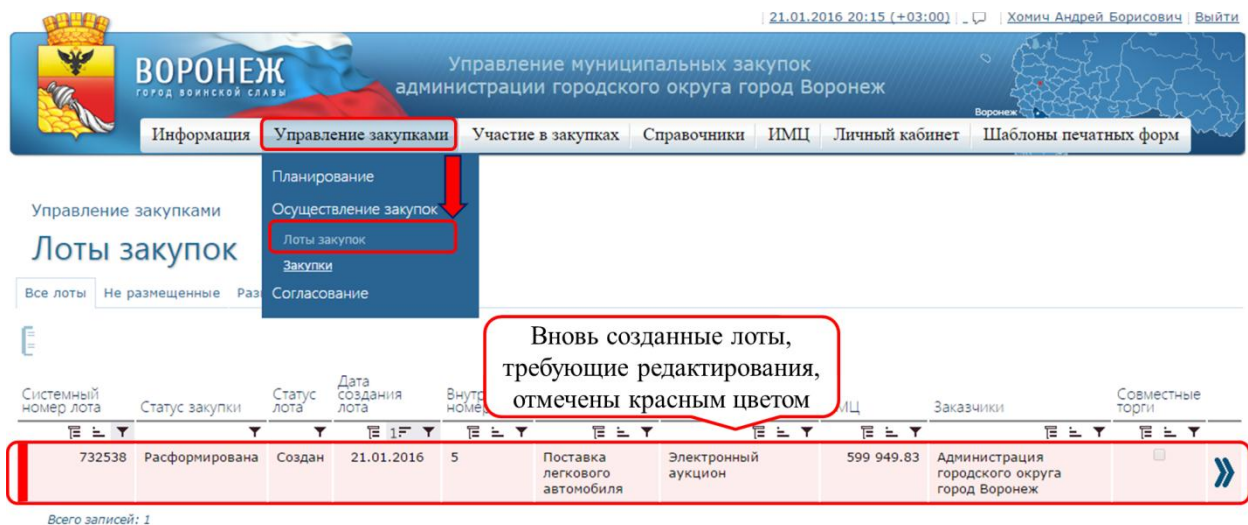 21.01.2016 20:15 (+03:00) Хомич Андрей Борисович Выйти
ВОРОНЕЖ
ГОРОД ВОИНСКОЙ СЛАВЫ
Управление муниципальных закупок
администрации городского округа город Воронеж
Воронеж
Информация Управление закупками Участие в закупках Справочники ИМЦ Личный кабинет Шаблоны печатных форм
Планирование
Осуществление закупок
Лоты закупок
Закупки
Согласование
Управление закупками
Лоты закупок
Все лоты Не размещенные
Вновь созданные лоты,
требующие редактирования,
отмечены красным цветом
Системный номер лота Статус закупки Статус лота Дата создания лота Заказчики Совместные торги
732538 Расформирована Создан 21.01.2016 5 Поставка легкового автомобиля Электронный аукцион 599 949.83 Администрация городского округа город Воронеж
Всего записей: 1